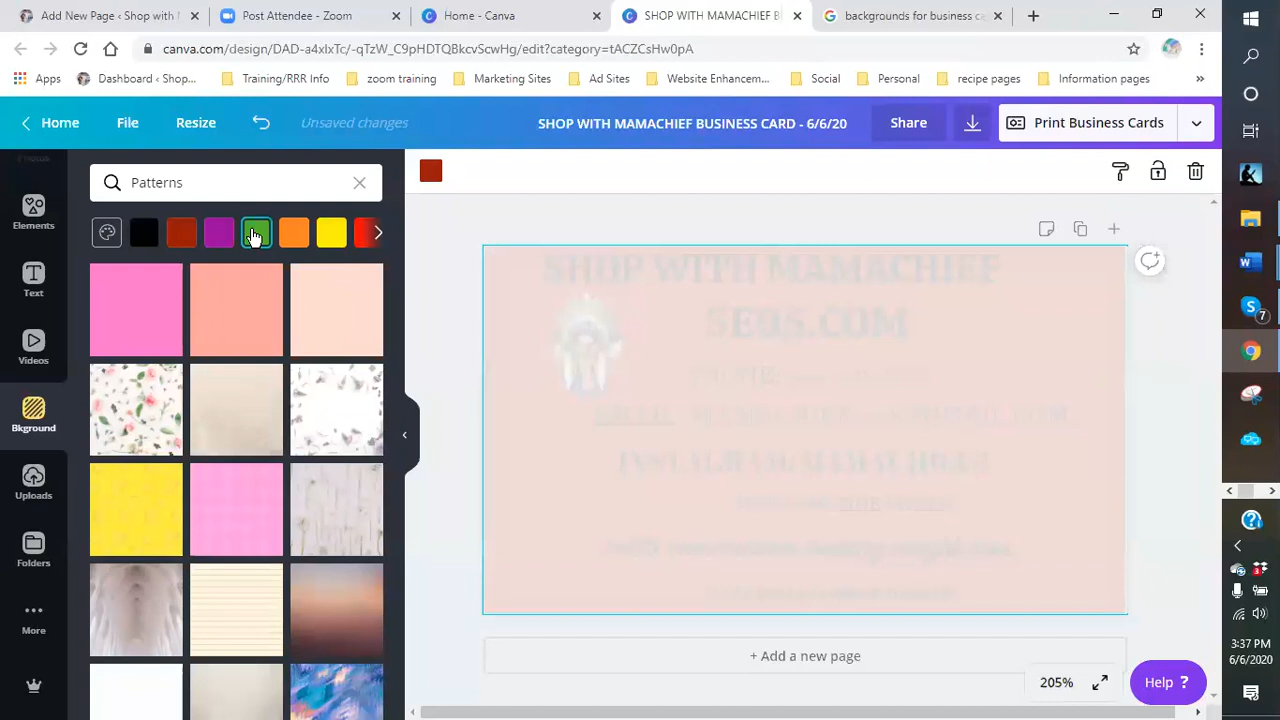 Add New Page ‹ Shop with M
Post Attendee - Zoom
Home - Canva
SHOP WITH MAMACHIEF B
backgrounds for business ca
canva.com/design/DAD-a4xIxTc/-qTzW_C9pHDTQBkcvScwHg/edit?category=tACZCsHw0pA
Apps
Dashboard ‹ Shop...
Training/RRR Info
zoom training
Marketing Sites
Ad Sites
Website Enhancem...
Social
Personal
recipe pages
Information pages
»
Home
File
Resize
Unsaved changes
SHOP WITH MAMACHIEF BUSINESS CARD - 6/6/20
Share
Print Business Cards
Patterns
Elements
Text
Videos
Bkground
Uploads
Folders
More
SHOP WITH MAMACHIEF
SEQS.COM
+ Add a new page
205%
Help ?
7
3:37 PM
6/6/2020